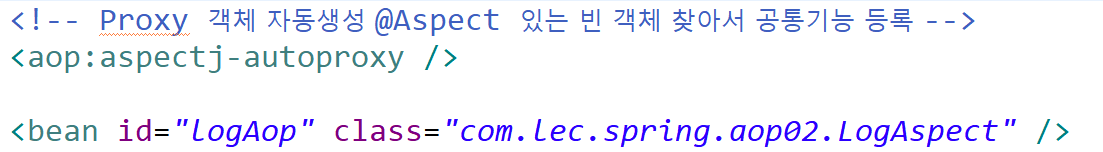 <!-- Proxy 객체 자동생성 @Aspect 있는 빈 객체 찾아서 공통기능 등록 -->
<aop:aspectj-autoproxy />
<bean id="logAop" class="com.lec.spring.aop02.LogAspect" />